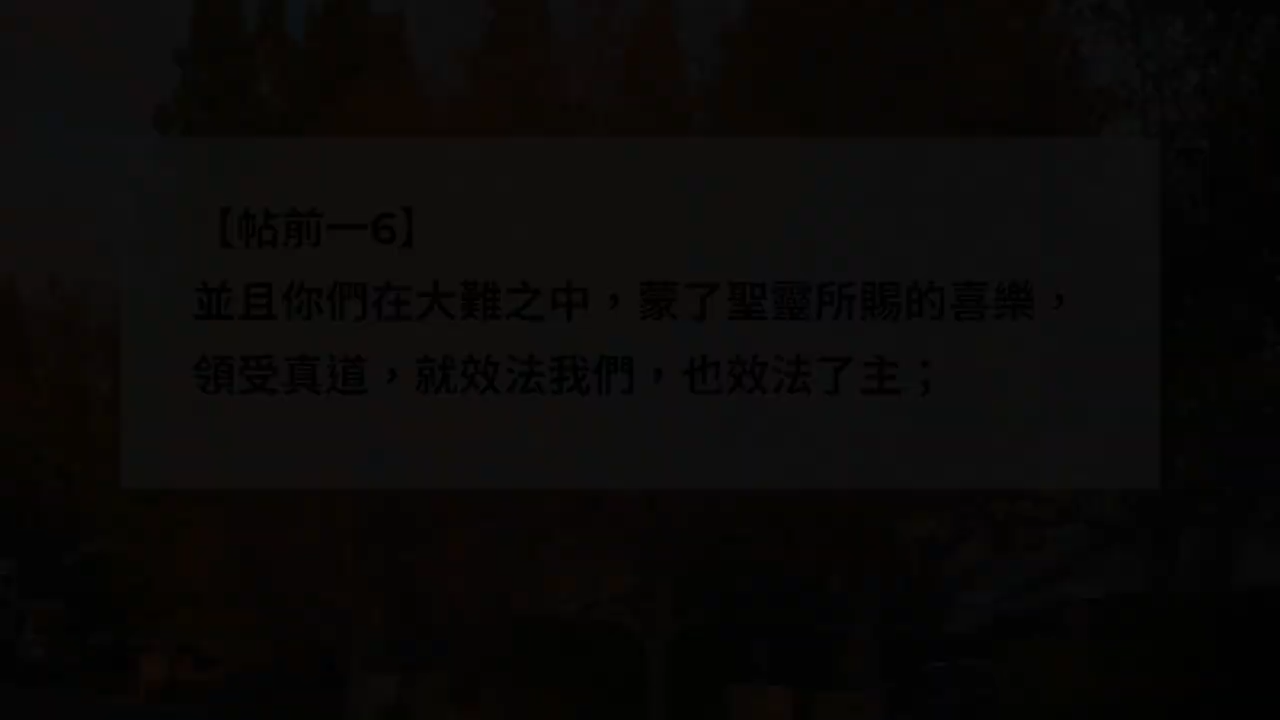 【帖前一6】
並且你們在大難之中，蒙了聖靈所賜的喜樂，
領受真道，就效法我們，也效法了主；